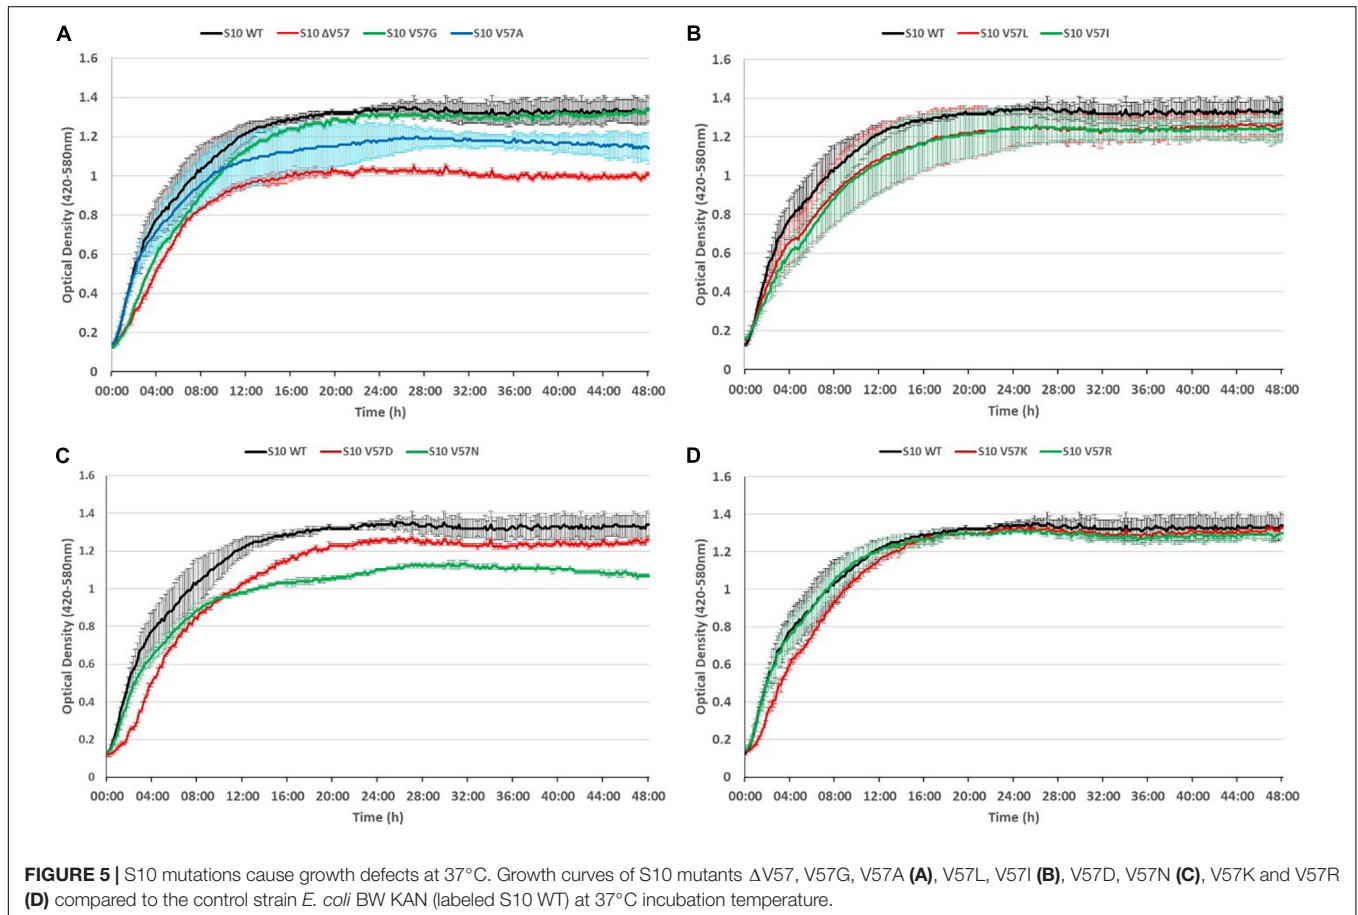 A
S10 WT S10 ΔV57 S10 V57G S10 V57A
1.6
1.4
1.2
1
0.8
0.6
0.4
0.2
0
Optical Density (420-580nm)
00:00 04:00 08:00 12:00 16:00 20:00 24:00 28:00 32:00 36:00 40:00 44:00 48:00
Time (h)
B
S10 WT S10 V57L S10 V57I
1.6
1.4
1.2
1
0.8
0.6
0.4
0.2
0
Optical Density (420-580nm)
00:00 04:00 08:00 12:00 16:00 20:00 24:00 28:00 32:00 36:00 40:00 44:00 48:00
Time (h)
C
S10 WT S10 V57D S10 V57N
1.6
1.4
1.2
1
0.8
0.6
0.4
0.2
0
Optical Density (420-580nm)
00:00 04:00 08:00 12:00 16:00 20:00 24:00 28:00 32:00 36:00 40:00 44:00 48:00
Time (h)
D
S10 WT S10 V57K S10 V57R
1.6
1.4
1.2
1
0.8
0.6
0.4
0.2
0
Optical Density (420-580nm)
00:00 04:00 08:00 12:00 16:00 20:00 24:00 28:00 32:00 36:00 40:00 44:00 48:00
Time (h)
FIGURE 5 | S10 mutations cause growth defects at 37°C. Growth curves of S10 mutants ΔV57, V57G, V57A (A), V57L, V57I (B), V57D, V57N (C), V57K and V57R
(D) compared to the control strain E. coli BW KAN (labeled S10 WT) at 37°C incubation temperature.